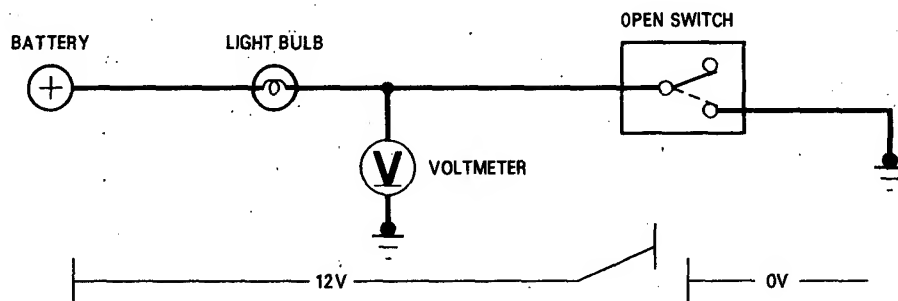 OPEN SWITCH
BATTERY
LIGHT BULB
+
V
VOLTMETER
12V
0V